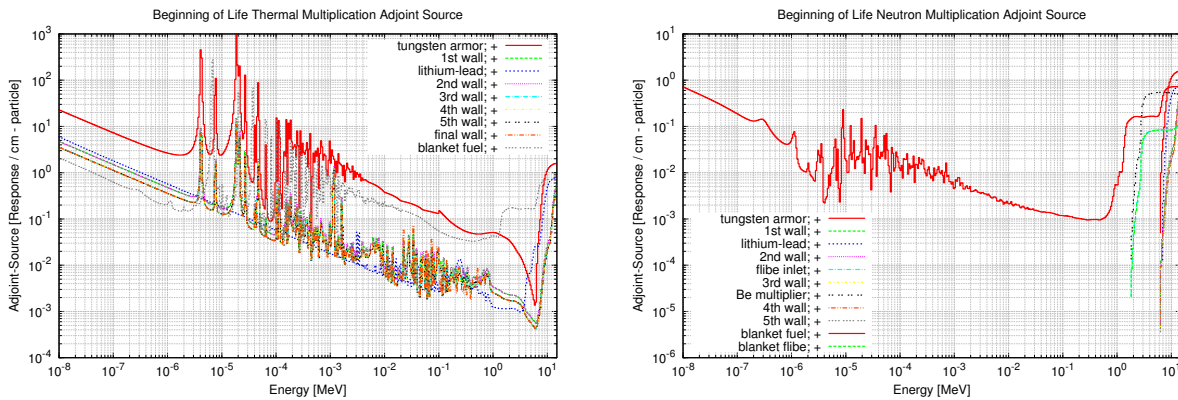 Beginning of Life Thermal Multiplication Adjoint Source
Adjoint-Source [Response / cm - particle]
10^3
10^2
10^1
10^0
10^-1
10^-2
10^-3
10^-4
tungsten armor; +
1st wall; +
lithium-lead; +
2nd wall; +
3rd wall; +
4th wall; +
5th wall; +
final wall; +
blanket fuel; +
10^-8 10^-7 10^-6 10^-5 10^-4 10^-3 10^-2 10^-1 10^0 10^1
Energy [MeV]
Beginning of Life Neutron Multiplication Adjoint Source
Adjoint-Source [Response / cm - particle]
10^2
10^1
10^0
10^-1
10^-2
10^-3
10^-4
10^-5
10^-6
tungsten armor; +
1st wall; +
lithium-lead; +
2nd wall; +
flibe inlet; +
3rd wall; +
Be multiplier; +
4th wall; +
5th wall; +
blanket fuel; +
blanket flibe; +
10^-8 10^-7 10^-6 10^-5 10^-4 10^-3 10^-2 10^-1 10^0 10^1
Energy [MeV]